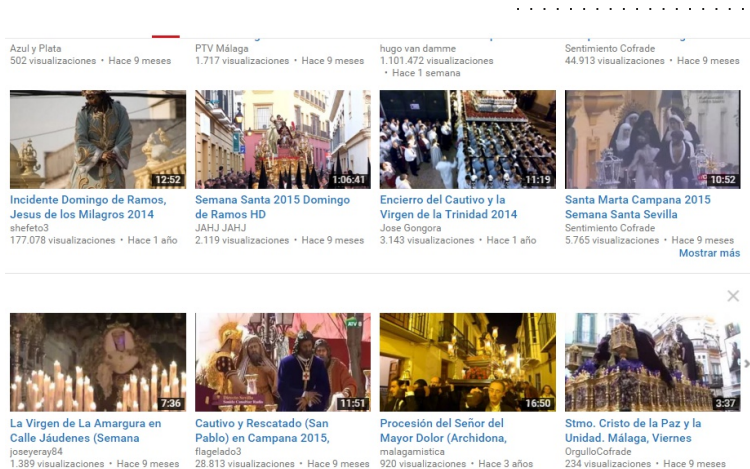 Azul y Plata
502 visualizaciones • Hace 9 meses
PTV Málaga
1.717 visualizaciones • Hace 9 meses
hugo van damme
1.101.472 visualizaciones
• Hace 1 semana
Sentimiento Cofrade
44.913 visualizaciones • Hace 9 meses
12:52
Incidente Domingo de Ramos,
Jesus de los Milagros 2014
shefeto3
177.078 visualizaciones • Hace 1 año
1:06:41
Semana Santa 2015 Domingo
de Ramos HD
JAHJ JAHJ
2.119 visualizaciones • Hace 9 meses
11:19
Encierro del Cautivo y la
Virgen de la Trinidad 2014
Jose Gongora
3.143 visualizaciones • Hace 1 año
10:52
Santa Marta Campana 2015
Semana Santa Sevilla
Sentimiento Cofrade
5.765 visualizaciones • Hace 9 meses
Mostrar más
7:36
La Virgen de La Amargura en
Calle Jáudenes (Semana
joseyeray84
1.389 visualizaciones • Hace 9 meses
11:51
Cautivo y Rescatado (San
Pablo) en Campana 2015,
flagelado3
28.813 visualizaciones • Hace 9 meses
16:50
Procesión del Señor del
Mayor Dolor (Archidona,
malagamistica
920 visualizaciones • Hace 3 años
3:37
Stmo. Cristo de la Paz y la
Unidad. Málaga, Viernes
OrgulloCofrade
234 visualizaciones • Hace 9 meses